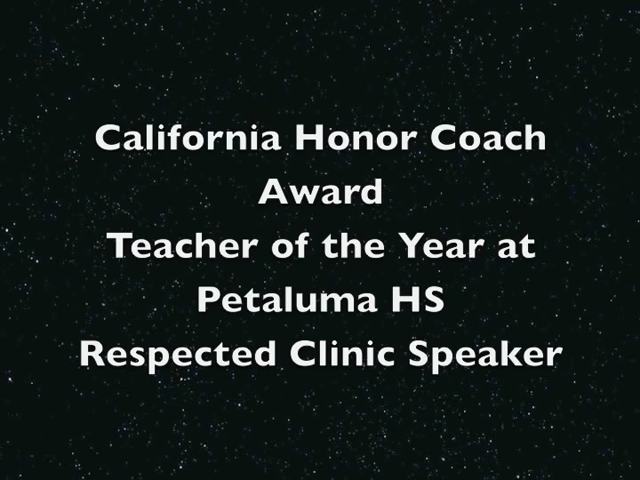 California Honor Coach
Award
Teacher of the Year at
Petaluma HS
Respected Clinic Speaker